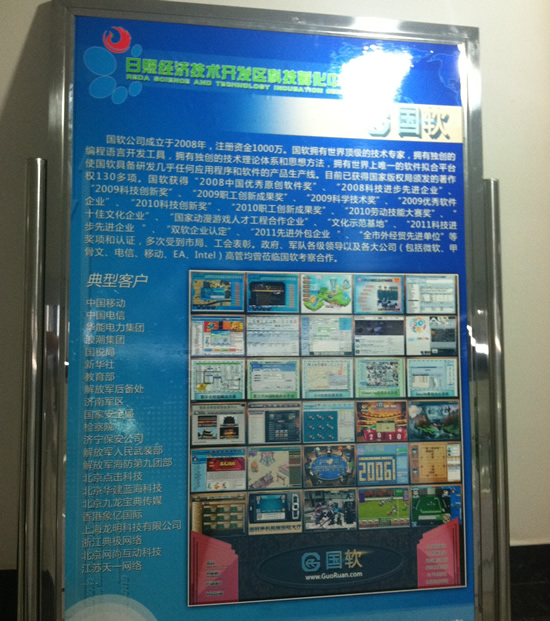 日照经济技术开发区科技孵化中
REDA SCIENCE AND TECHNOLOGY INCUBATION
国软
国软公司成立于2008年，注册资金1000万。国软拥有世界顶级的技术专家，拥有独创的
编程语言开发工具，拥有独创的技术理论体系和思想方法，拥有世界上唯一的软件拟合平台
使国软具备研发几乎任何应用程序和软件的产品生产线。目前已获得国家版权局颁发的著作
权130多项，国软获得“2008中国优秀原创软件奖”、“2008科技进步先进企业”、
“2009科技创新奖”、“2009职工创新成果奖”、“2009科学技术奖”、“2009优秀软件
企业”、“2010科技创新奖”、“2010职工创新成果奖”、“2010劳动技能大赛奖”、“
十佳文化企业”、“国家动漫游戏人才工程合作企业”、“文化示范基地”、“2011科技进
步先进企业”、“双软企业认定”、“2011先进外包企业”、“全市外经贸先进单位”等
奖项和认证，多次受到市局、工会表彰，政府、军队各级领导以及各大公司（包括微软、甲
骨文、电信、移动、EA、Intel）高管均曾莅临国软考察合作。
典型客户
中国移动
中国电信
华能电力集团
浪潮集团
国税局
新华社
教育部
解放军后备处
济南军区
国家安全局
检察院
济宁保安公司
解放军人民武装部
解放军海防第九团部
北京点击科技
北京华建蓝海科技
北京九龙宝典传媒
香港象亿国际
上海龙明科技有限公司
浙江典极网络
北京网尚互动科技
江苏天一网络
2006
国软
www.GuoRuan.com